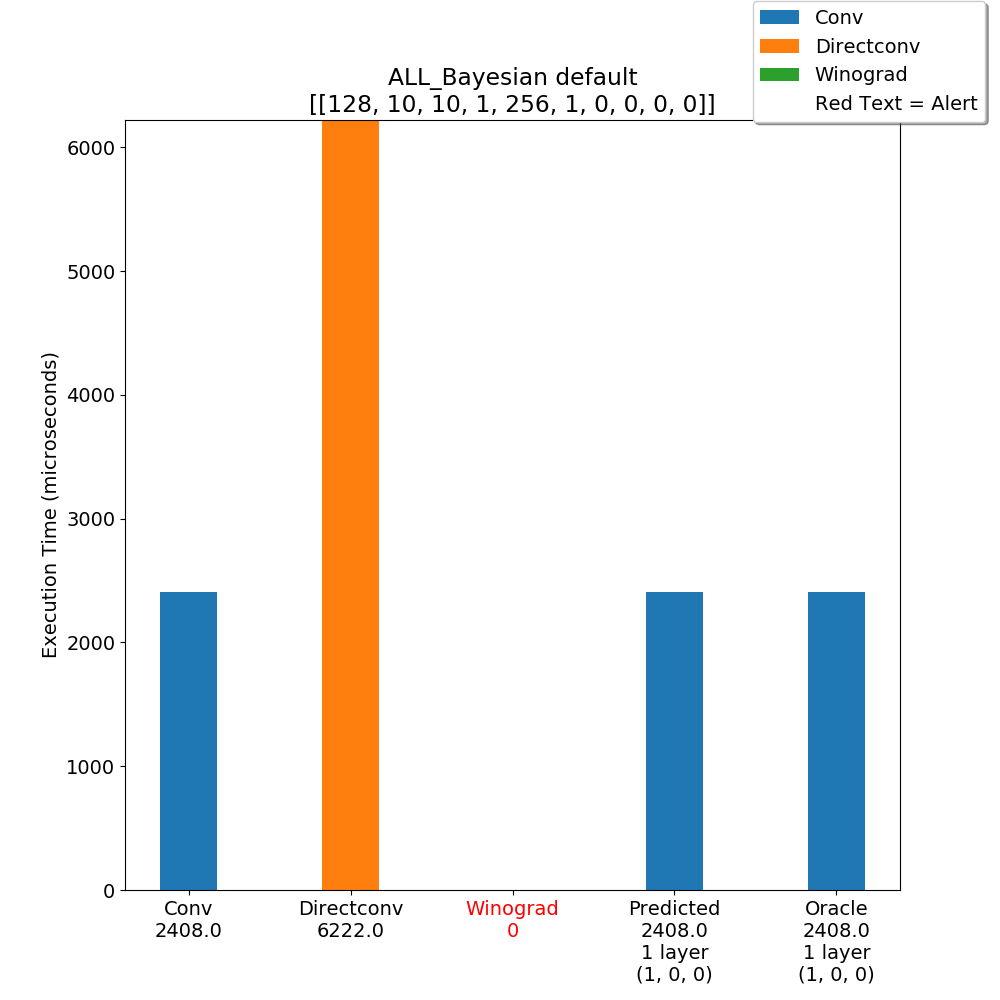 Conv
Directconv
Winograd
Red Text = Alert
ALL_Bayesian default
[[128, 10, 10, 1, 256, 1, 0, 0, 0, 0]]
Execution Time (microseconds)
6000
5000
4000
3000
2000
1000
0
Conv
2408.0
Directconv
6222.0
Winograd
0
Predicted
2408.0
1 layer
(1, 0, 0)
Oracle
2408.0
1 layer
(1, 0, 0)